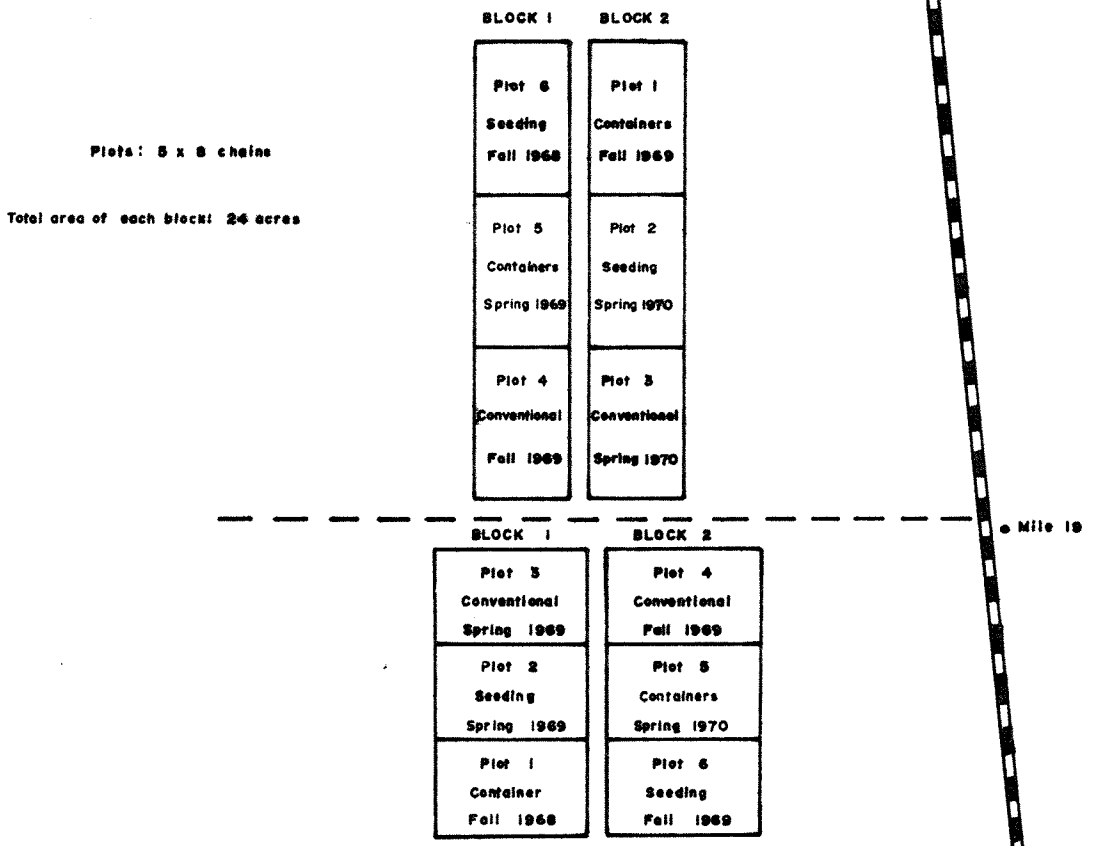 BLOCK 1
BLOCK 2
Plot 6
Seeding
Fall 1968
Plot 1
Containers
Fall 1969
Plots: 5 x 8 chains
Total area of each block: 24 acres
Plot 5
Containers
Spring 1969
Plot 2
Seeding
Spring 1970
Plot 4
Conventional
Fall 1969
Plot 3
Conventional
Spring 1970
Mile 19
BLOCK 1
BLOCK 2
Plot 3
Conventional
Spring 1969
Plot 4
Conventional
Fall 1969
Plot 2
Seeding
Spring 1969
Plot 5
Containers
Spring 1970
Plot 1
Container
Fall 1968
Plot 6
Seeding
Fall 1969